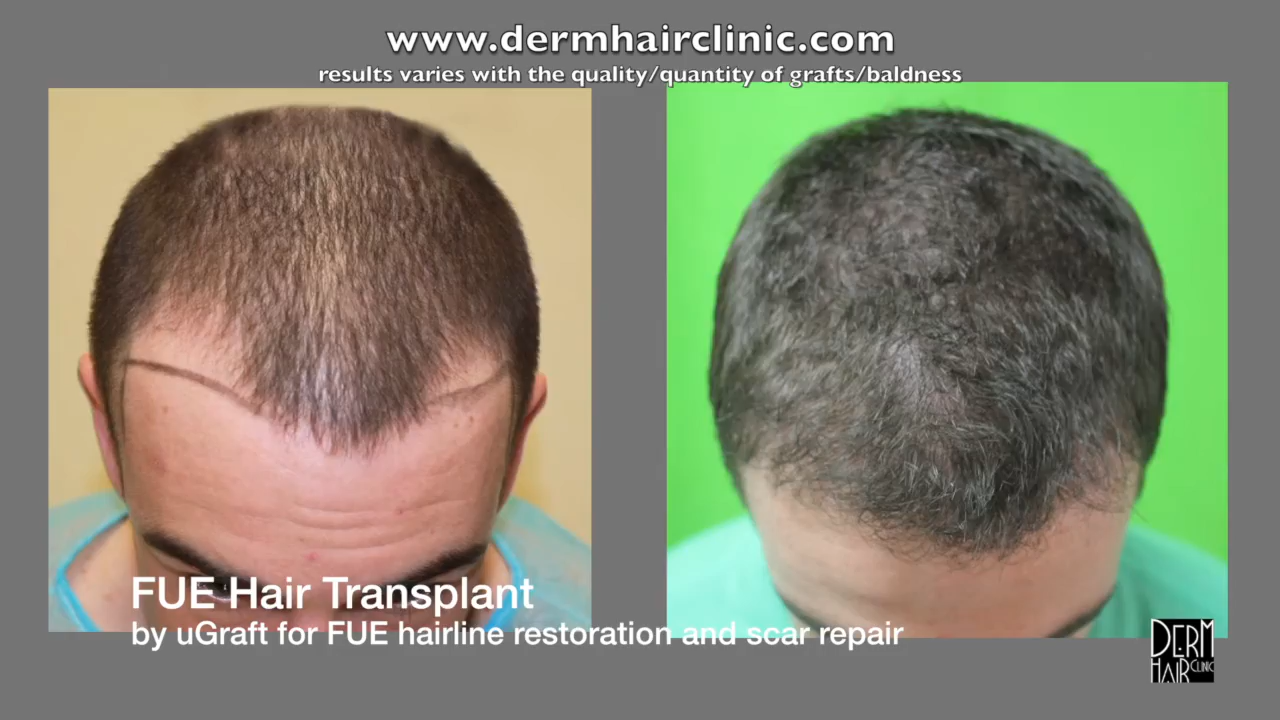 www.dermhairclinic.com
results varies with the quality/quantity of grafts/baldness
FUE Hair Transplant
by uGraft for FUE hairline restoration and scar repair
DERM
HAIR CLINIC